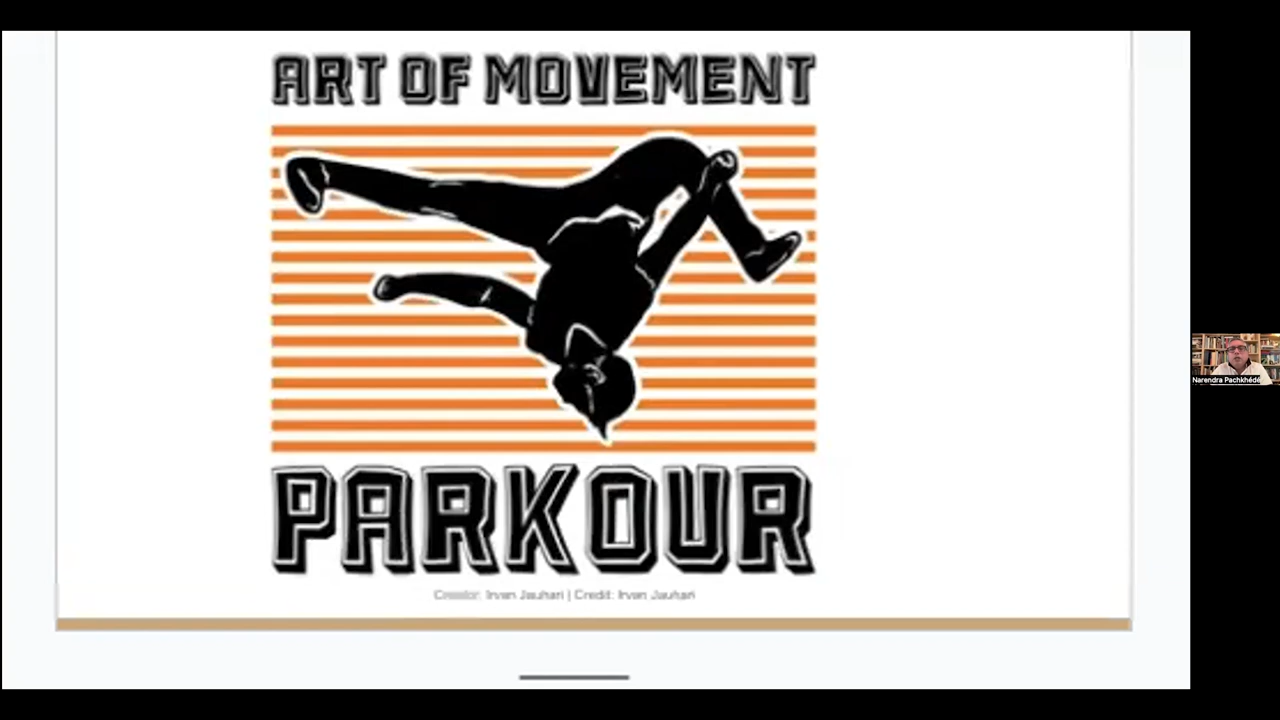 ART OF MOVEMENT
PARKOUR
Creator: Irvan Jauhari | Credit: Irvan Jauhari
Narendra Pachkhédé